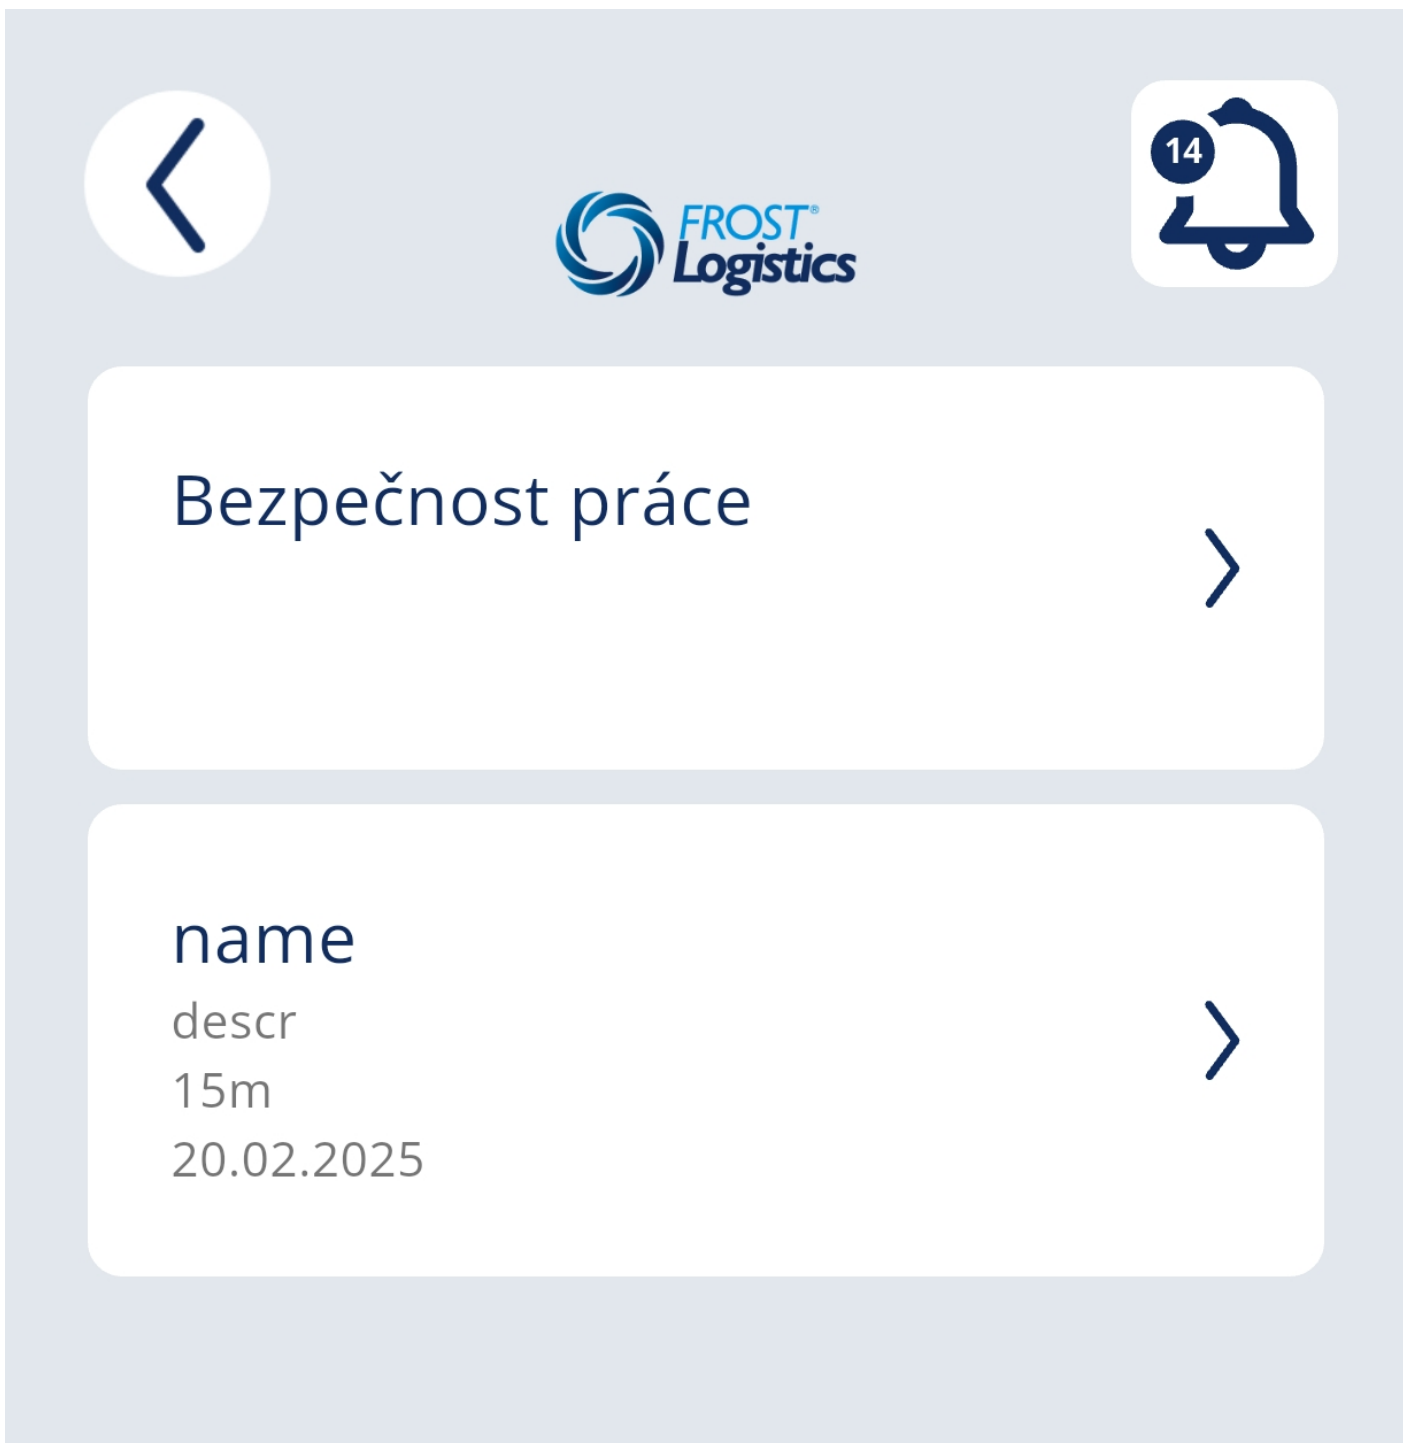 14
FROST®
Logistics
Bezpečnost práce
name
descr
15m
20.02.2025